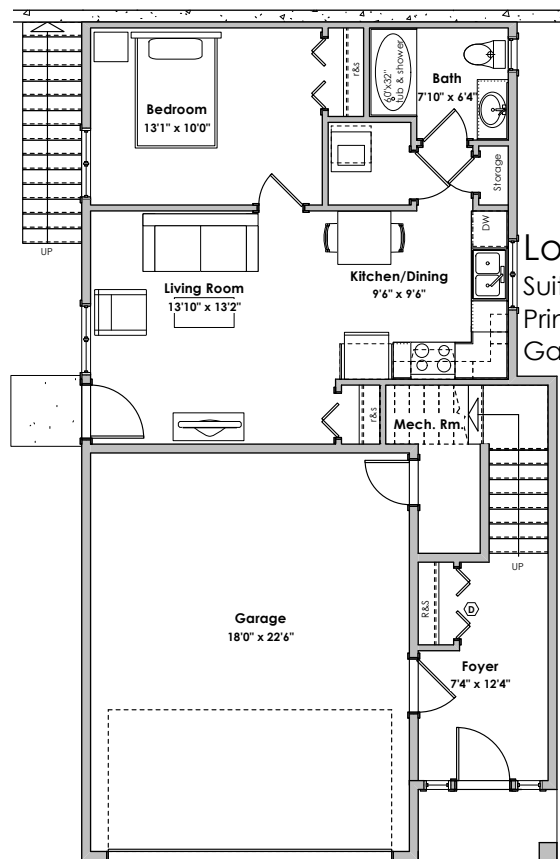 r&s
60"x32"
tub & shower
Bath
7'10" x 6'4"
Bedroom
13'1" x 10'0"
Storage
UP
DW
Lo
Suit
Prin
Ga
Kitchen/Dining
9'6" x 9'6"
Living Room
13'10" x 13'2"
r&s
Mech. Rm.
UP
R&S
D
Garage
18'0" x 22'6"
Foyer
7'4" x 12'4"